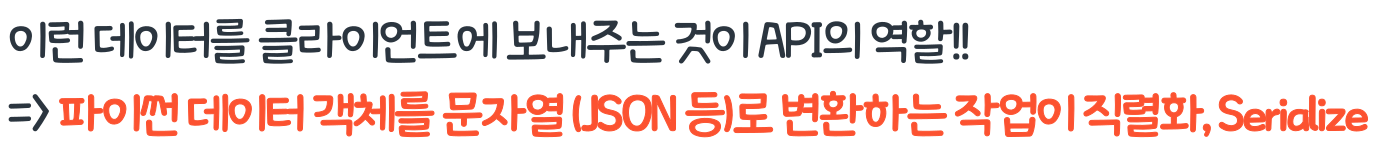 이런 데이터를 클라이언트에 보내주는 것이 API의 역할!!
=> 파이썬 데이터 객체를 문자열 (JSON 등)로 변환하는 작업이 직렬화, Serialize